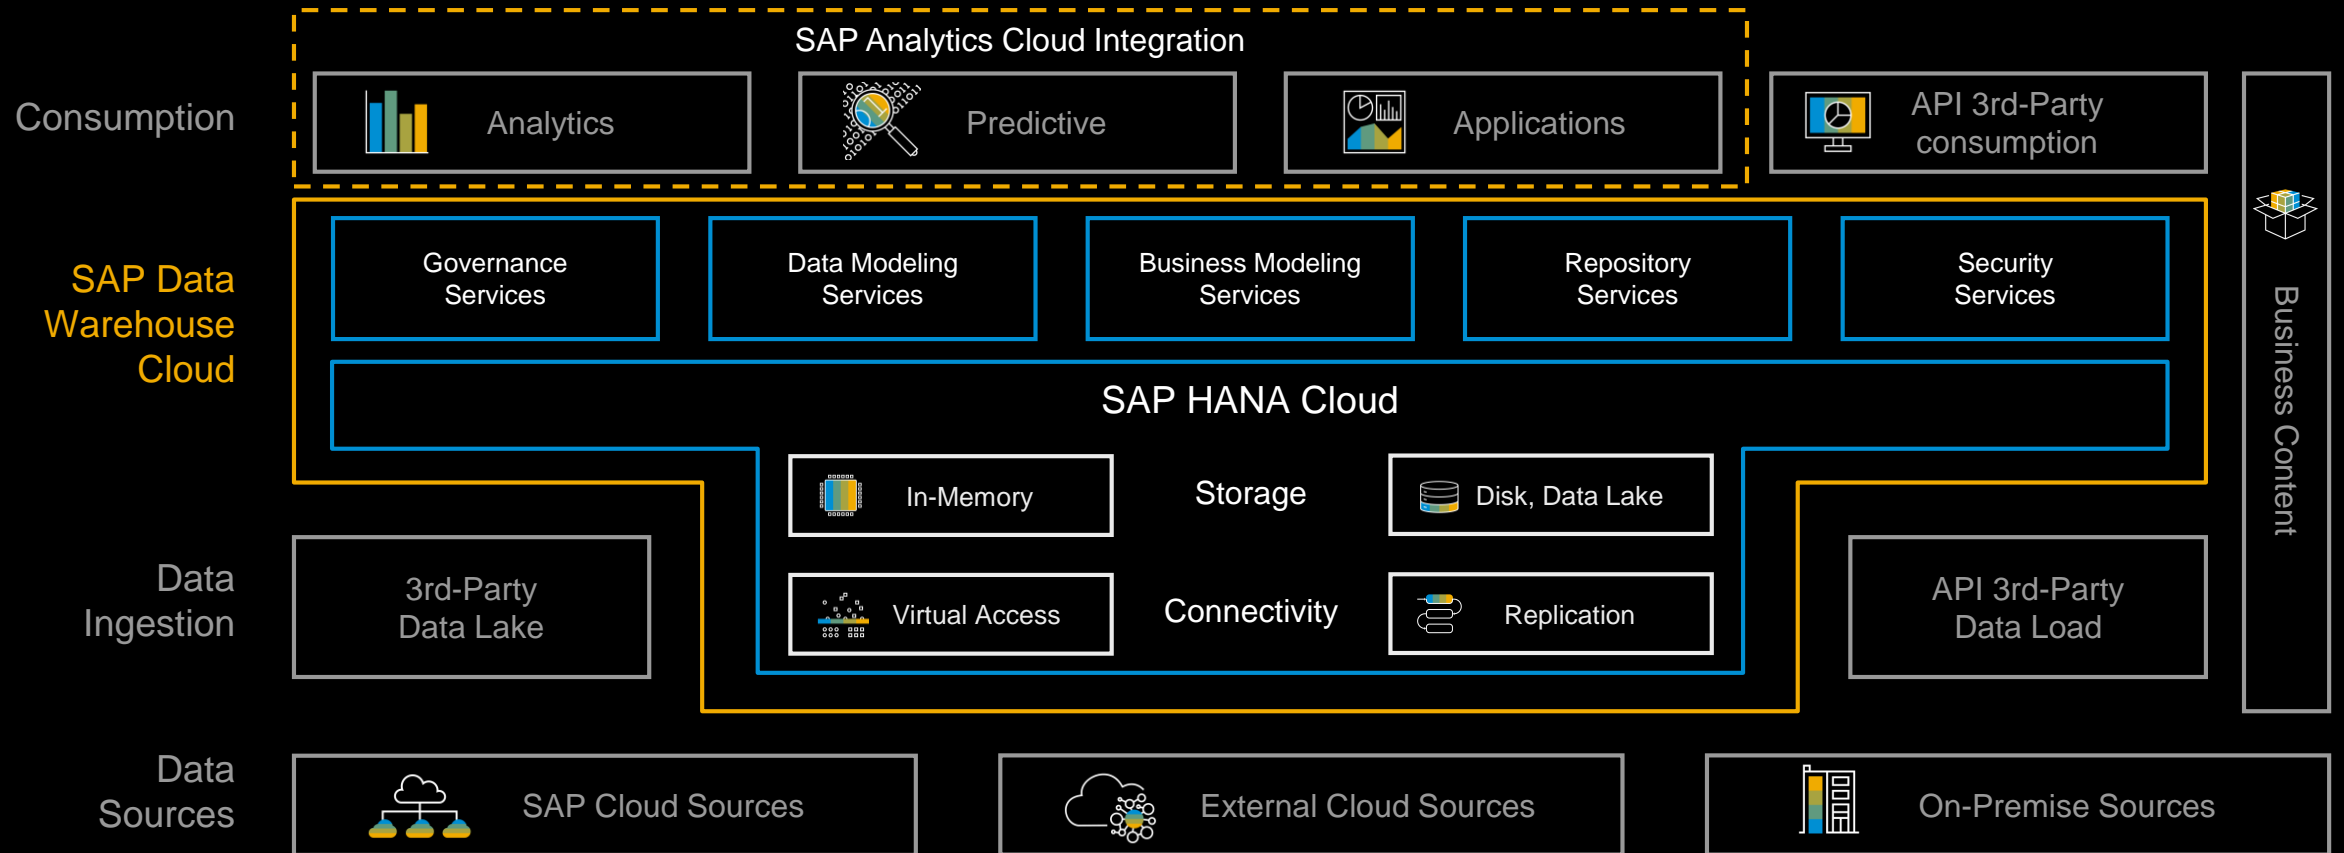 SAP Analytics Cloud Integration
Consumption
Analytics
Predictive
Applications
API 3rd-Party
consumption
SAP Data
Warehouse
Cloud
Governance
Services
Data Modeling
Services
Business Modeling
Services
Repository
Services
Security
Services
Business Content
SAP HANA Cloud
In-Memory
Storage
Disk, Data Lake
Data
Ingestion
3rd-Party
Data Lake
Virtual Access
Connectivity
Replication
API 3rd-Party
Data Load
Data
Sources
SAP Cloud Sources
External Cloud Sources
On-Premise Sources